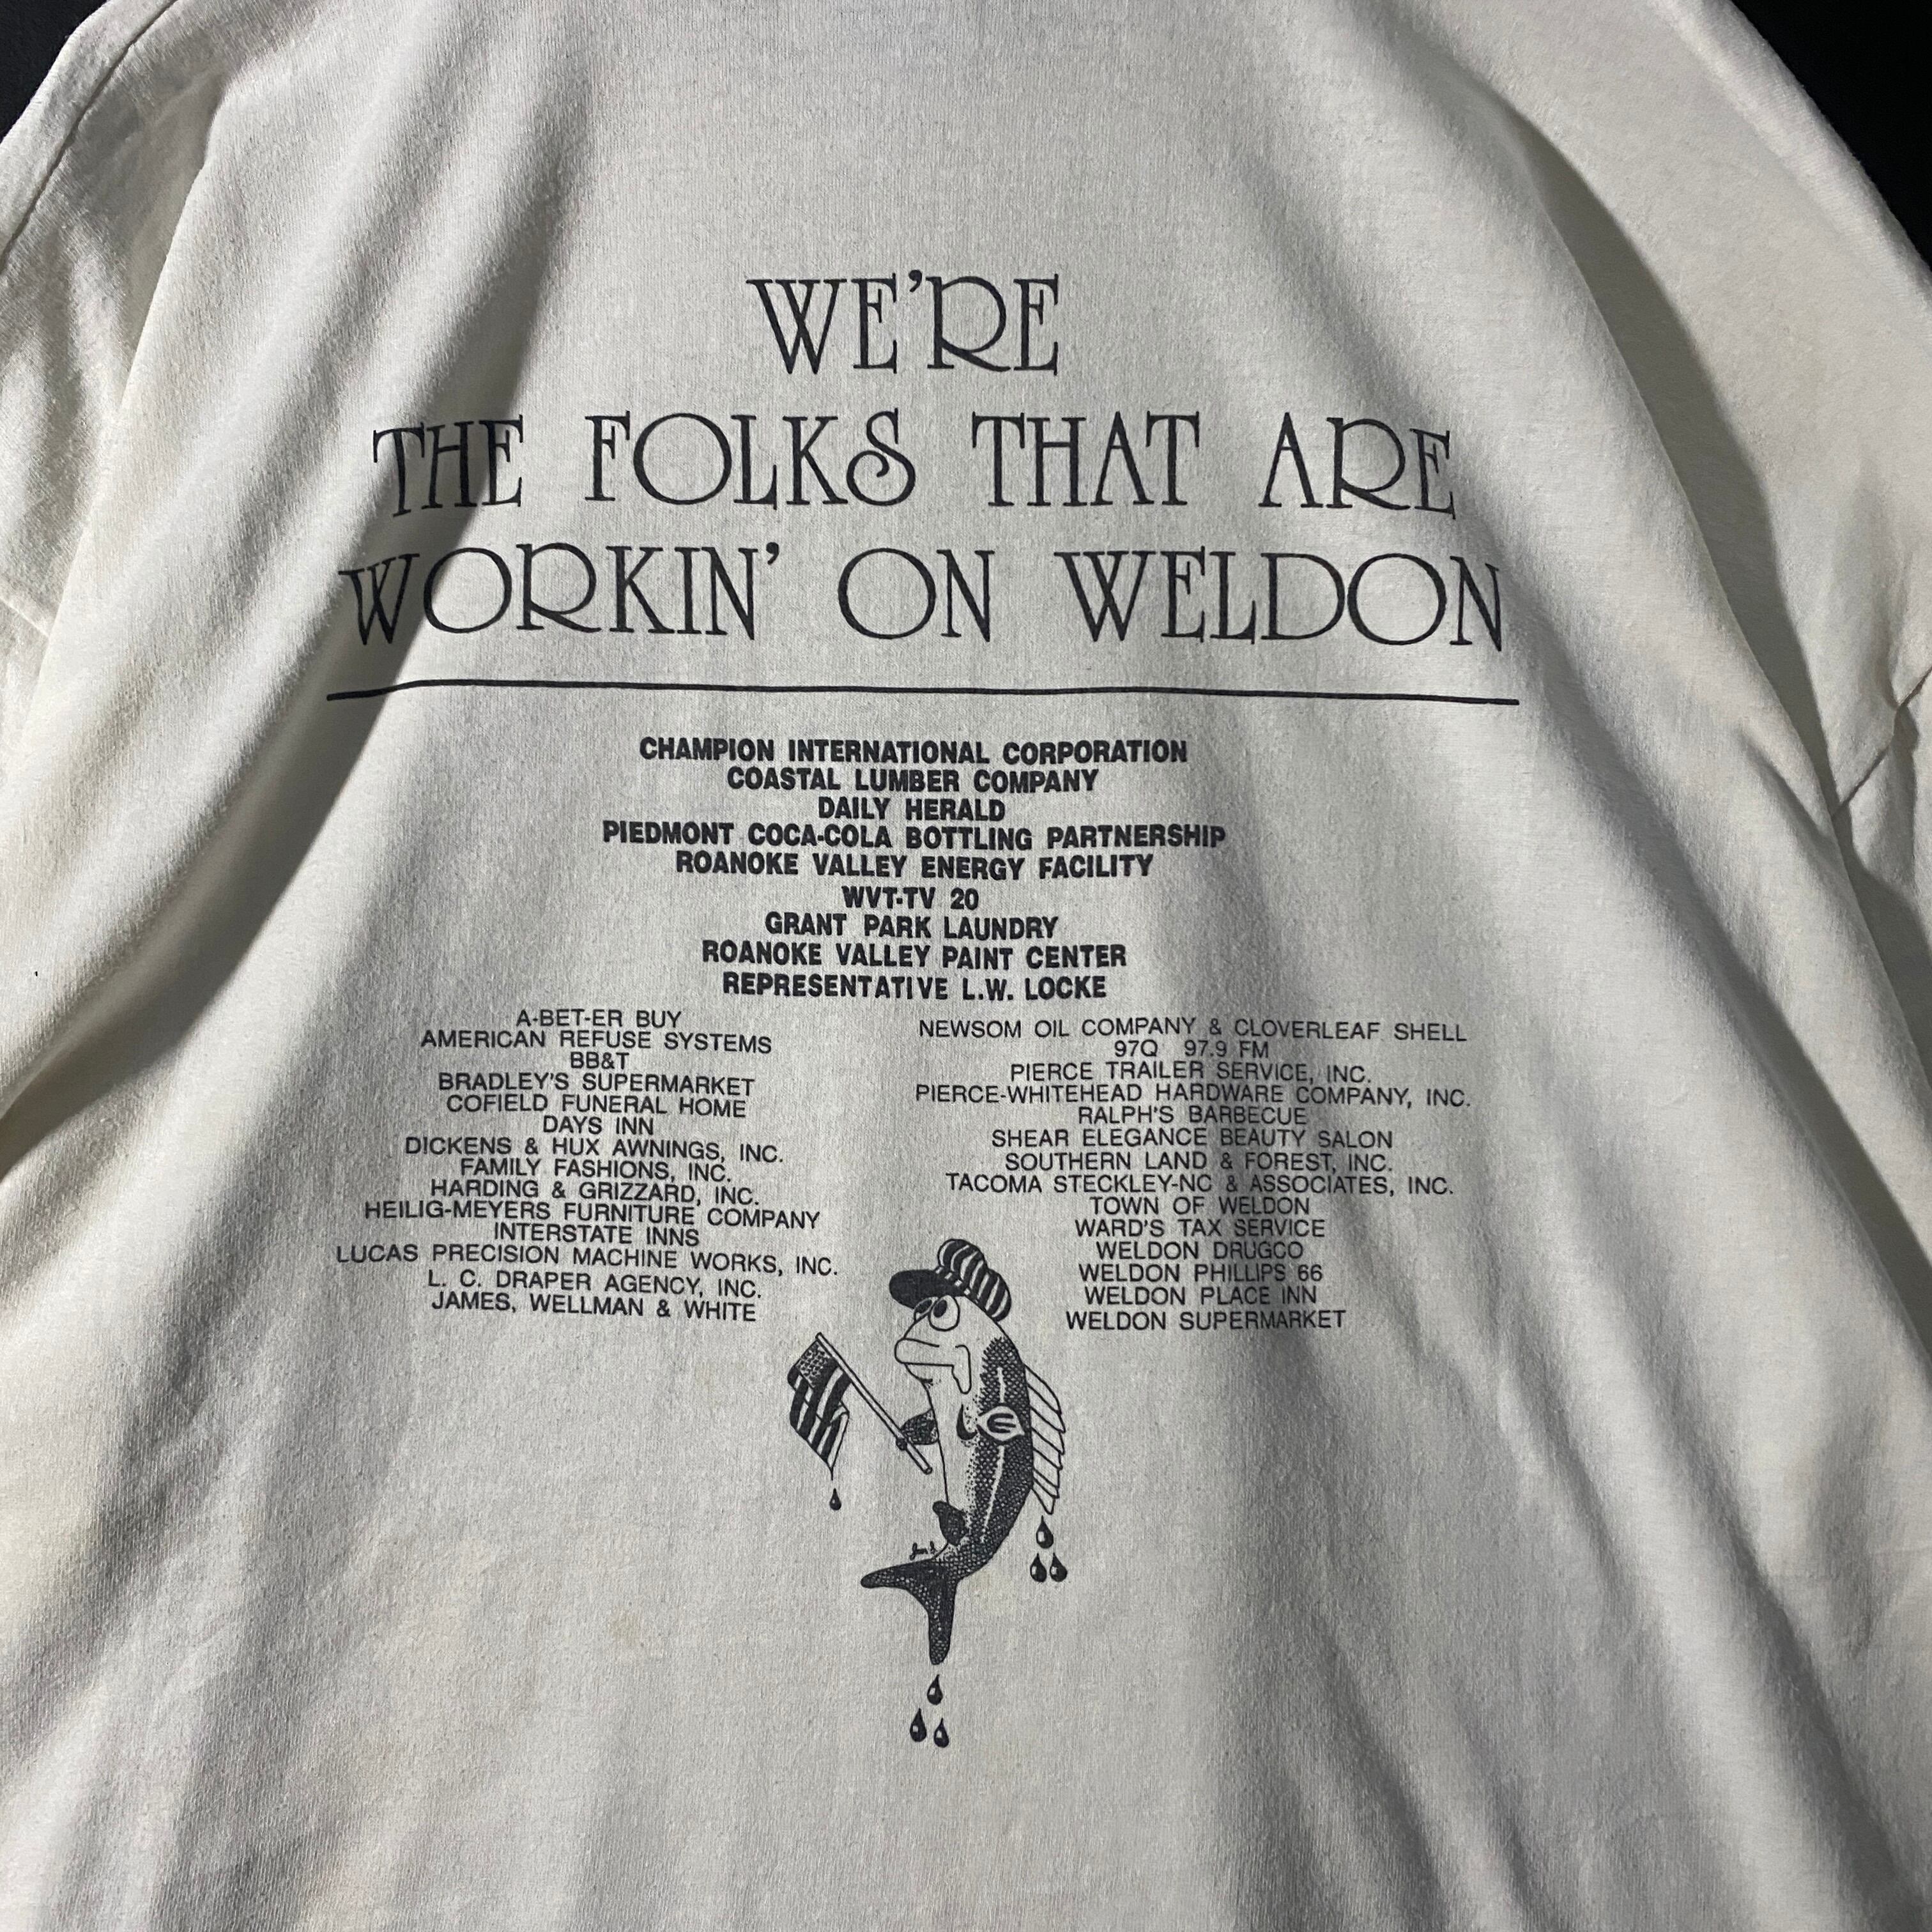 WE'RE
THE FOLKS THAT ARE
WORKIN' ON WELDON
CHAMPION INTERNATIONAL CORPORATION
COASTAL LUMBER COMPANY
DAILY HERALD
PIEDMONT COCA-COLA BOTTLING PARTNERSHIP
ROANOKE VALLEY ENERGY FACILITY
WVT-TV 20
GRANT PARK LAUNDRY
ROANOKE VALLEY PAINT CENTER
REPRESENTATIVE L.W. LOCKE
A-BET-ER BUY
AMERICAN REFUSE SYSTEMS
BB&T
BRADLEY'S SUPERMARKET
COFIELD FUNERAL HOME
DAYS INN
DICKENS & HUX AWNINGS, INC.
FAMILY FASHIONS, INC.
HARDING & GRIZZARD, INC.
HEILIG-MEYERS FURNITURE COMPANY
INTERSTATE INNS
LUCAS PRECISION MACHINE WORKS, INC.
L. C. DRAPER AGENCY, INC.
JAMES, WELLMAN & WHITE
NEWSOM OIL COMPANY & CLOVERLEAF SHELL
97Q 97.9 FM
PIERCE TRAILER SERVICE, INC.
PIERCE-WHITEHEAD HARDWARE COMPANY, INC.
RALPH'S BARBECUE
SHEAR ELEGANCE BEAUTY SALON
SOUTHERN LAND & FOREST, INC.
TACOMA STECKLEY-NC & ASSOCIATES, INC.
TOWN OF WELDON
WARD'S TAX SERVICE
WELDON DRUGCO
WELDON PHILLIPS 66
WELDON PLACE INN
WELDON SUPERMARKET